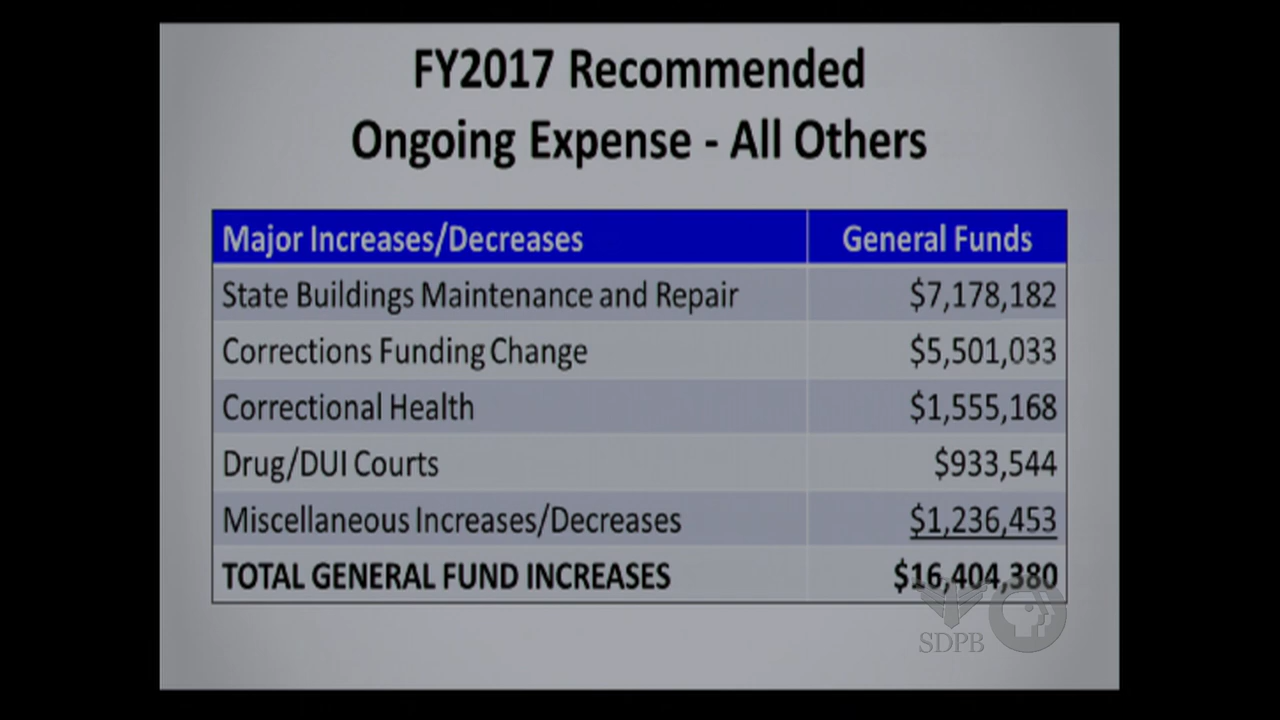 FY2017 Recommended
Ongoing Expense - All Others
Major Increases/Decreases General Funds
State Buildings Maintenance and Repair $7,178,182
Corrections Funding Change $5,501,033
Correctional Health $1,555,168
Drug/DUI Courts $933,544
Miscellaneous Increases/Decreases $1,236,453
TOTAL GENERAL FUND INCREASES $16,404,380
SDPB